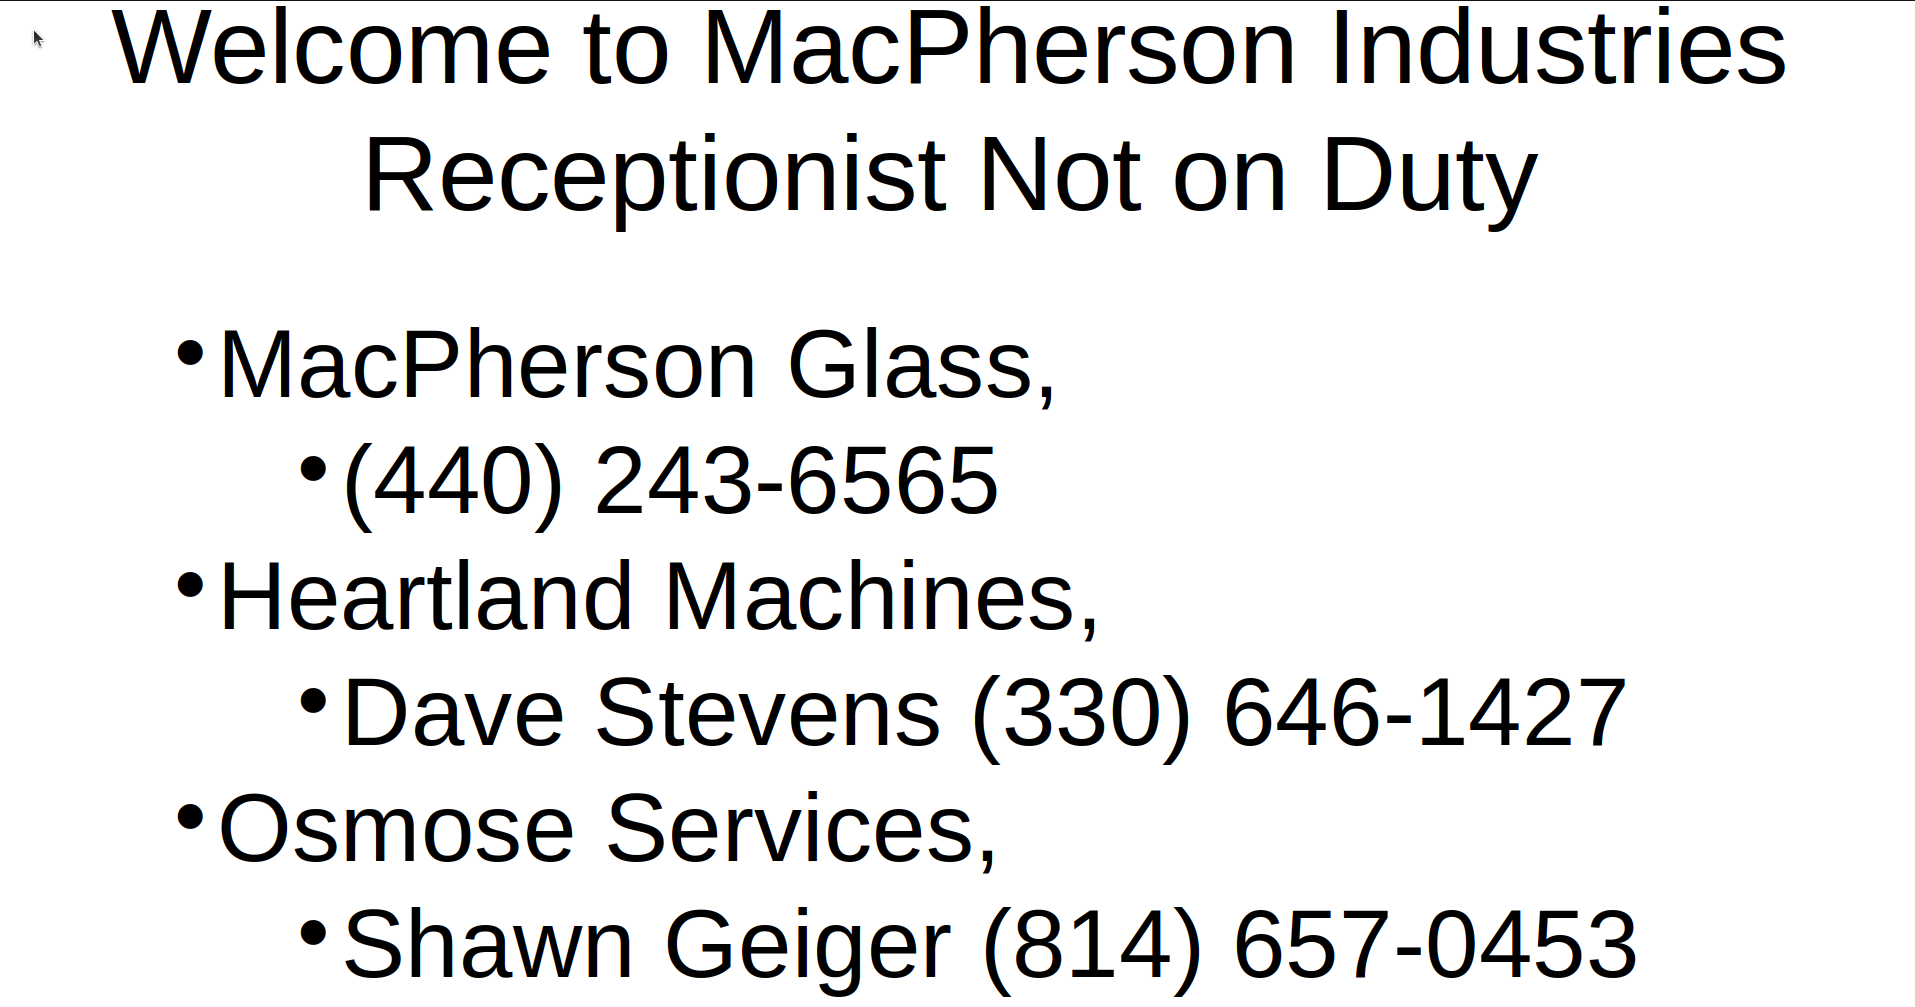 Welcome to MacPherson Industries
Receptionist Not on Duty
•MacPherson Glass,
•(440) 243-6565
•Heartland Machines,
•Dave Stevens (330) 646-1427
•Osmose Services,
•Shawn Geiger (814) 657-0453